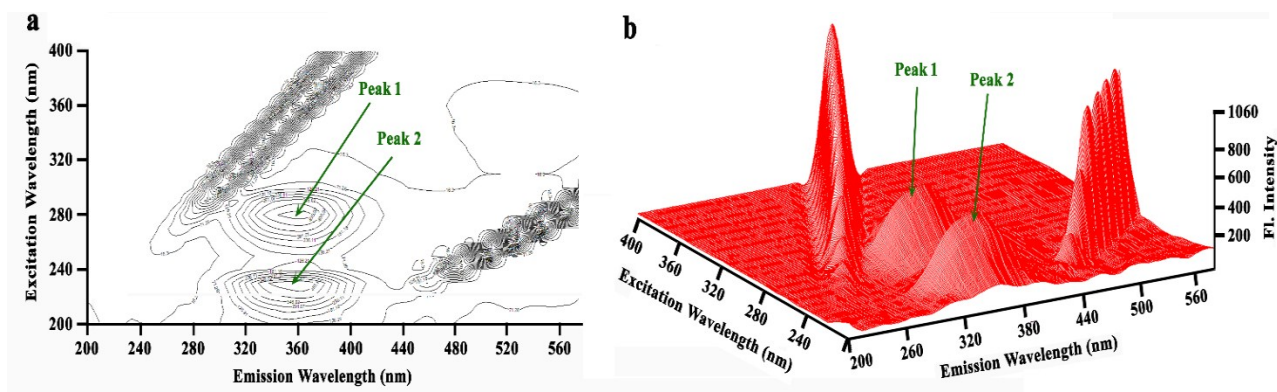 a
Excitation Wavelength (nm)
400
360
320
280
240
200
Peak 1
Peak 2
200 240 280 320 360 400 440 480 520 560
Emission Wavelength (nm)
b
Peak 1
Peak 2
1060
800
600
400
200
Fl. Intensity
400
360
320
280
240
Excitation Wavelength (nm)
200 260 320 380 440 500 560
Emission Wavelength (nm)